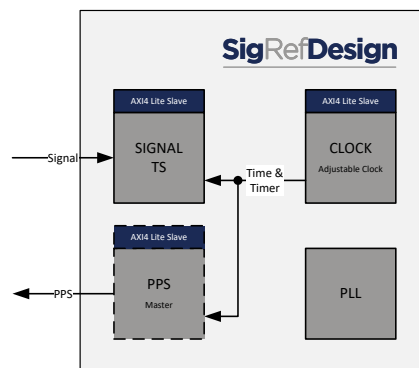 SigRefDesign
AXI4 Lite Slave
AXI4 Lite Slave
SIGNAL
TS
CLOCK
Adjustable Clock
Signal
Time &
Timer
AXI4 Lite Slave
PPS
Master
PLL
PPS